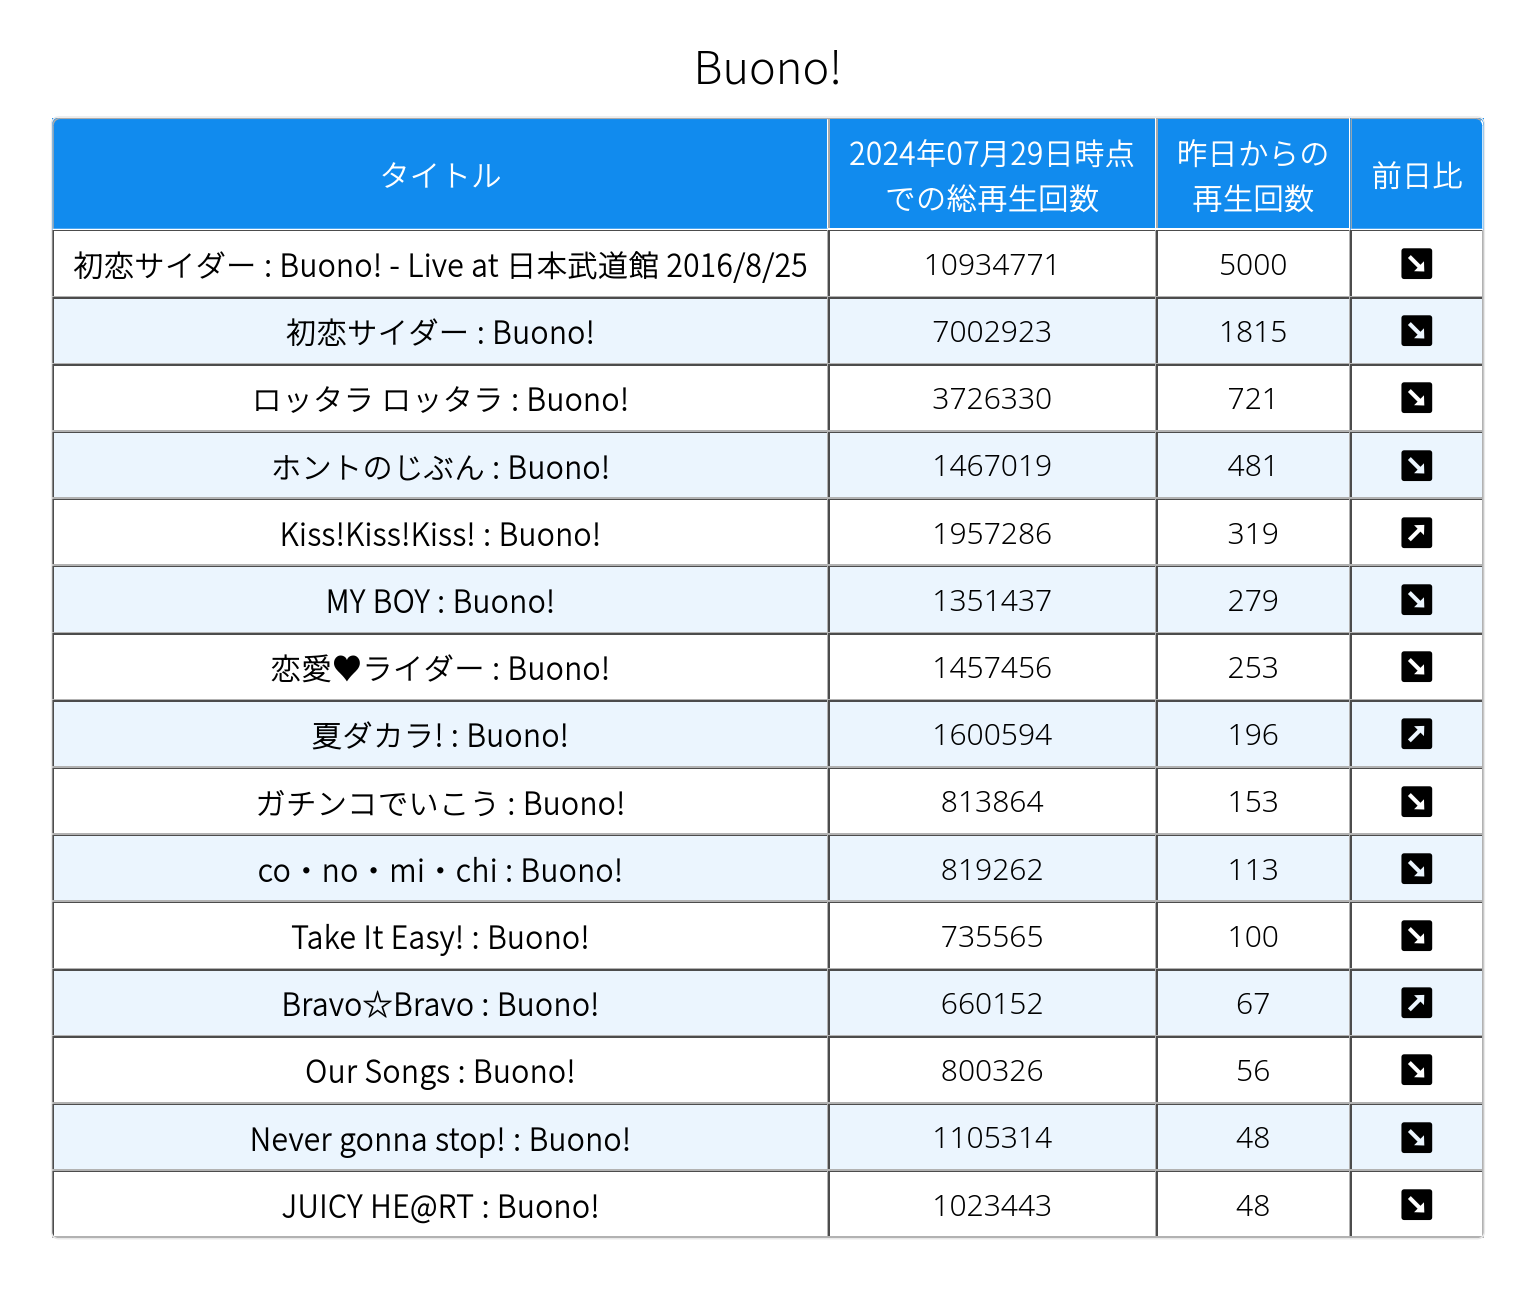 Buono!
タイトル 2024年07月29日時点での総再生回数 昨日からの再生回数 前日比
初恋サイダー : Buono! - Live at 日本武道館 2016/8/25 10934771 5000 ↘
初恋サイダー : Buono! 7002923 1815 ↘
ロッタラ ロッタラ : Buono! 3726330 721 ↘
ホントのじぶん : Buono! 1467019 481 ↘
Kiss!Kiss!Kiss! : Buono! 1957286 319 ↗
MY BOY : Buono! 1351437 279 ↘
恋愛♥ライダー : Buono! 1457456 253 ↘
夏ダカラ! : Buono! 1600594 196 ↗
ガチンコでいこう : Buono! 813864 153 ↘
co・no・mi・chi : Buono! 819262 113 ↘
Take It Easy! : Buono! 735565 100 ↘
Bravo☆Bravo : Buono! 660152 67 ↗
Our Songs : Buono! 800326 56 ↘
Never gonna stop! : Buono! 1105314 48 ↘
JUICY HE@RT : Buono! 1023443 48 ↘